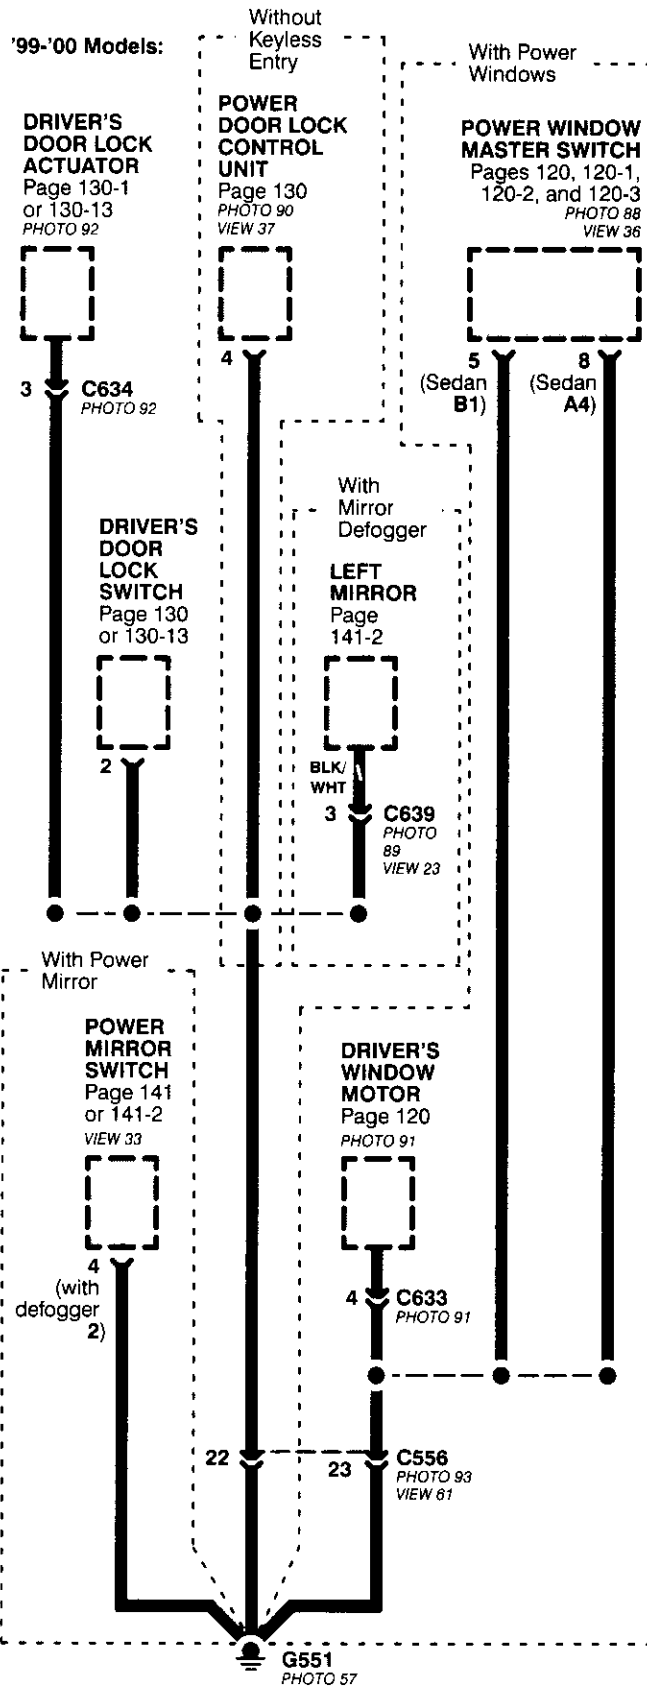 '99-'00 Models:
Without
Keyless
Entry
With Power
Windows
DRIVER'S
DOOR LOCK
ACTUATOR
Page 130-1
or 130-13
PHOTO 92
POWER
DOOR LOCK
CONTROL
UNIT
Page 130
PHOTO 90
VIEW 37
POWER WINDOW
MASTER SWITCH
Pages 120, 120-1,
120-2, and 120-3
PHOTO 88
VIEW 36
3
C634
PHOTO 92
4
5
(Sedan
B1)
8
(Sedan
A4)
With
Mirror
Defogger
DRIVER'S
DOOR
LOCK
SWITCH
Page 130
or 130-13
LEFT
MIRROR
Page
141-2
2
BLK/
WHT
3
C639
PHOTO
89
VIEW 23
With Power
Mirror
POWER
MIRROR
SWITCH
Page 141
or 141-2
VIEW 33
DRIVER'S
WINDOW
MOTOR
Page 120
PHOTO 91
4
(with
defogger
2)
4
C633
PHOTO 91
22
23
C556
PHOTO 93
VIEW 61
G551
PHOTO 57